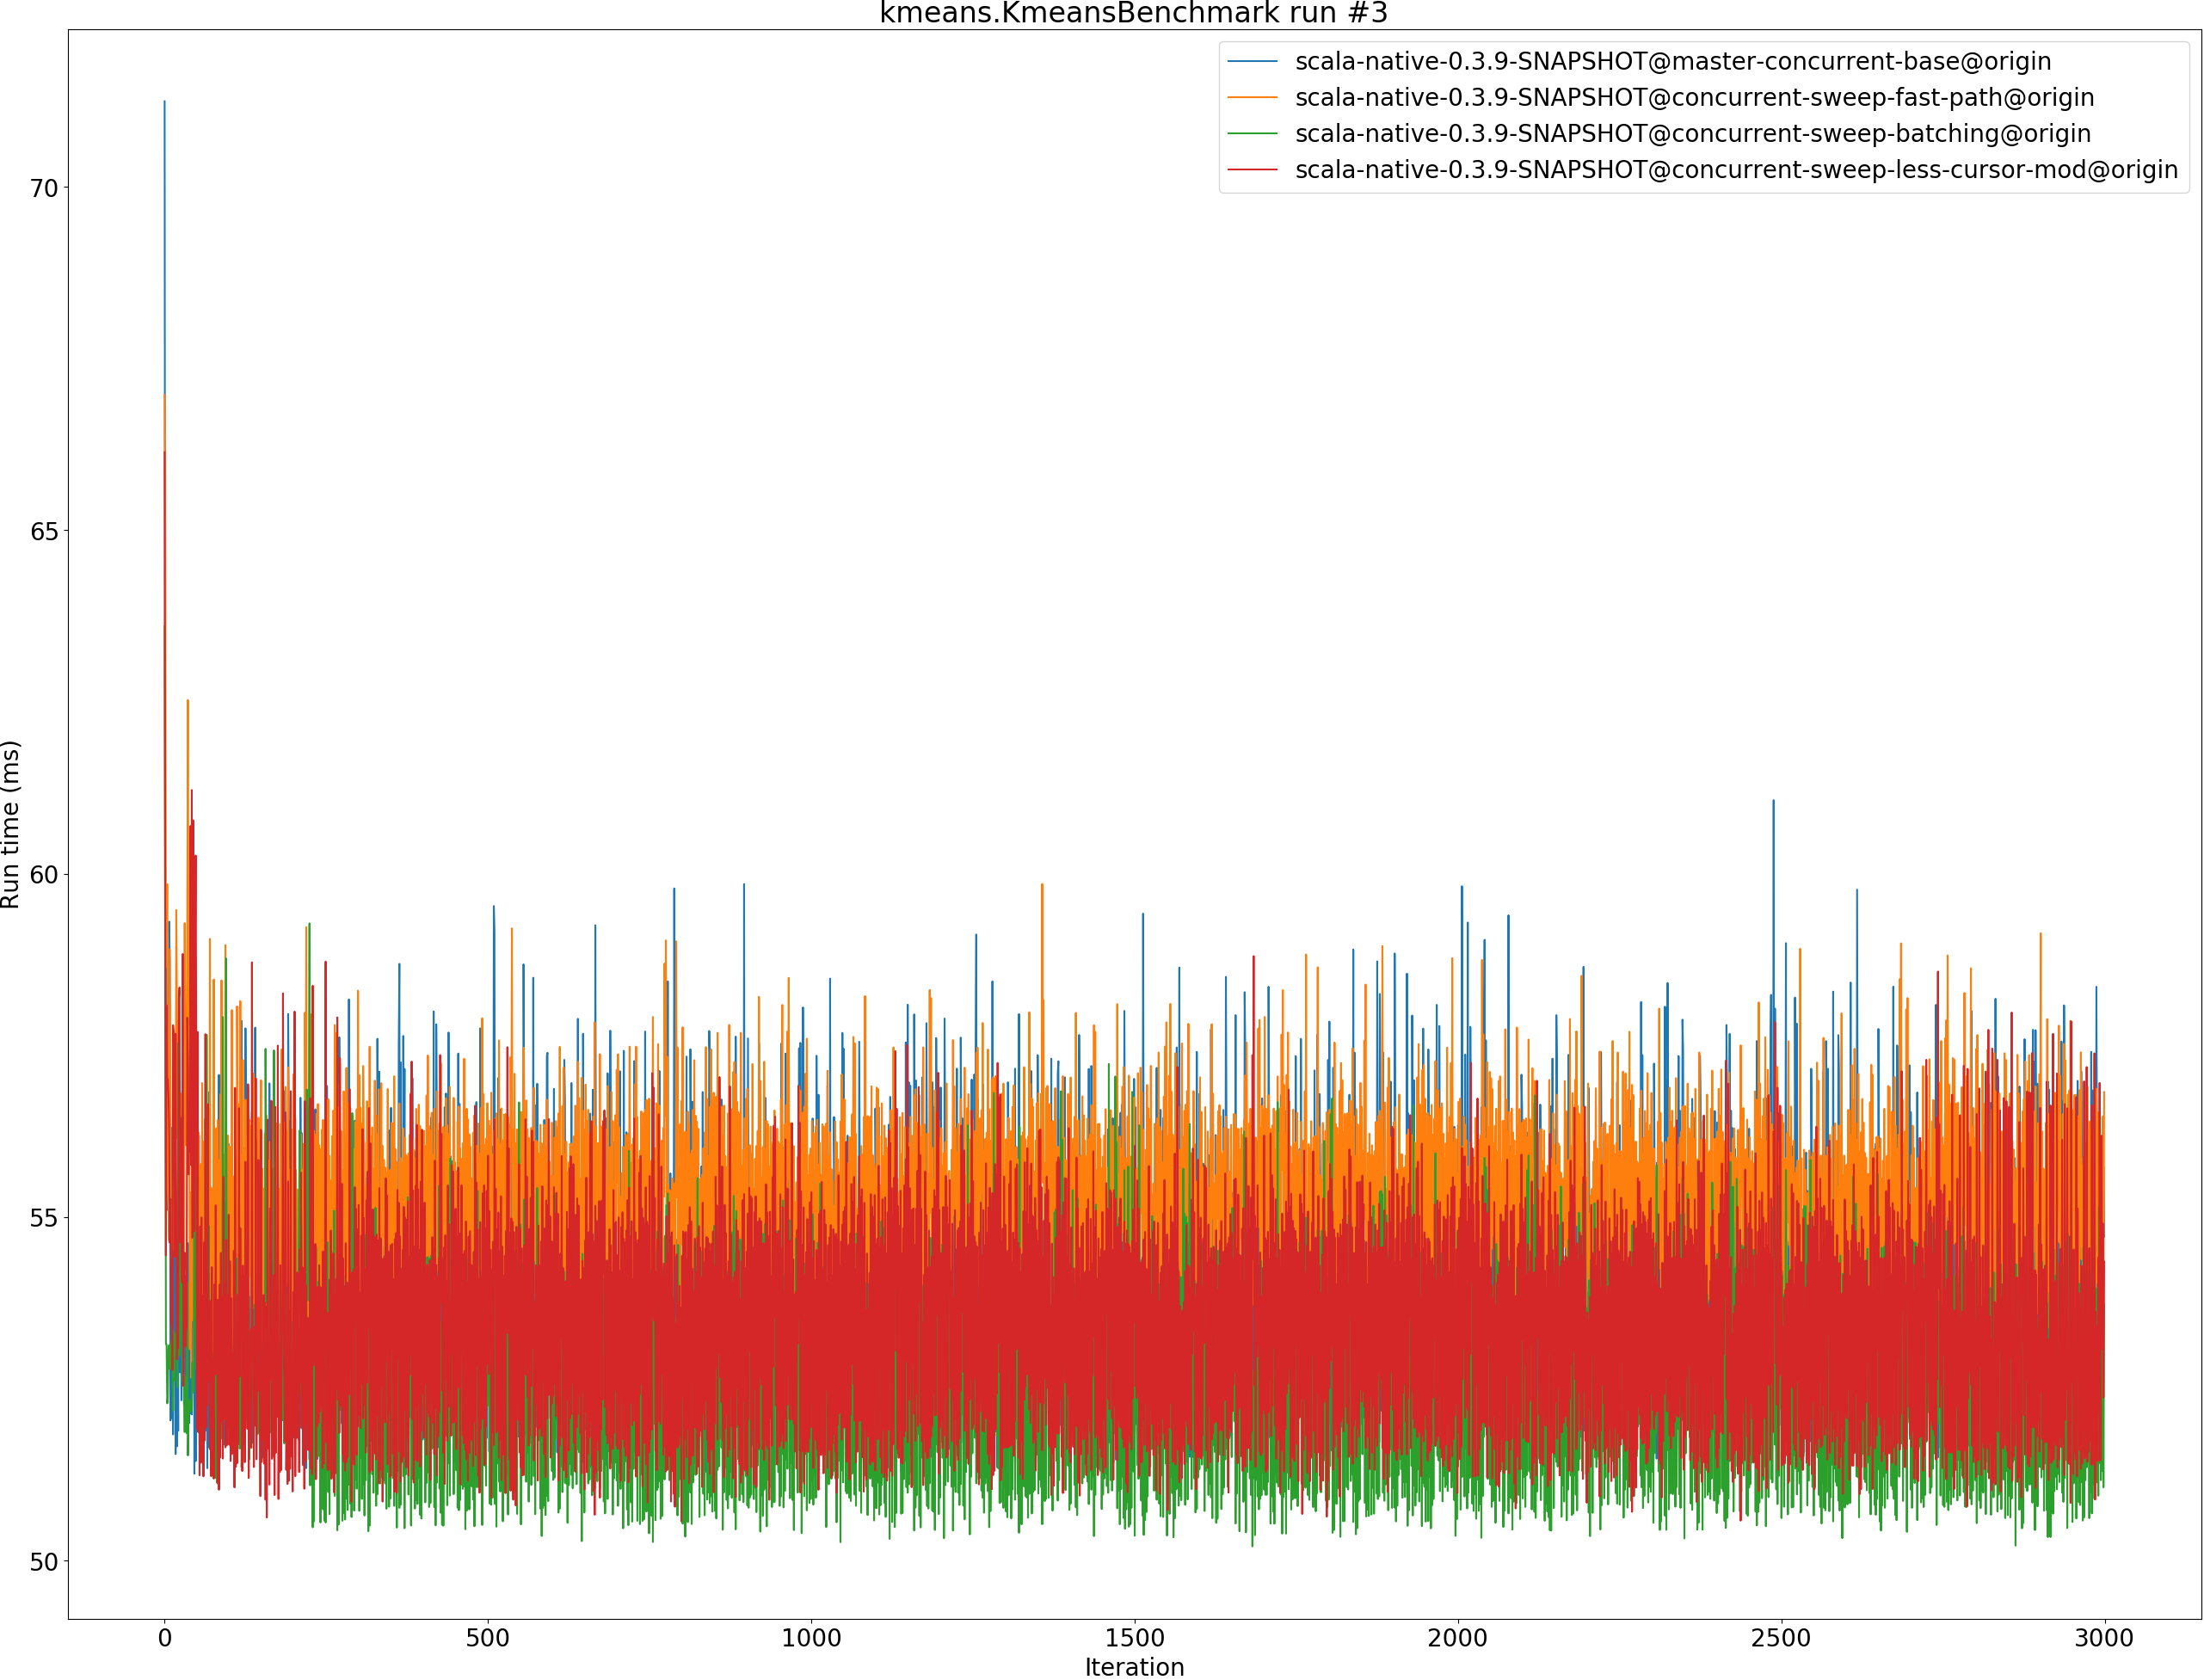 kmeans.KmeansBenchmark run #3
scala-native-0.3.9-SNAPSHOT@master-concurrent-base@origin
scala-native-0.3.9-SNAPSHOT@concurrent-sweep-fast-path@origin
scala-native-0.3.9-SNAPSHOT@concurrent-sweep-batching@origin
scala-native-0.3.9-SNAPSHOT@concurrent-sweep-less-cursor-mod@origin
Run time (ms)
70
65
60
55
50
0 500 1000 1500 2000 2500 3000
Iteration